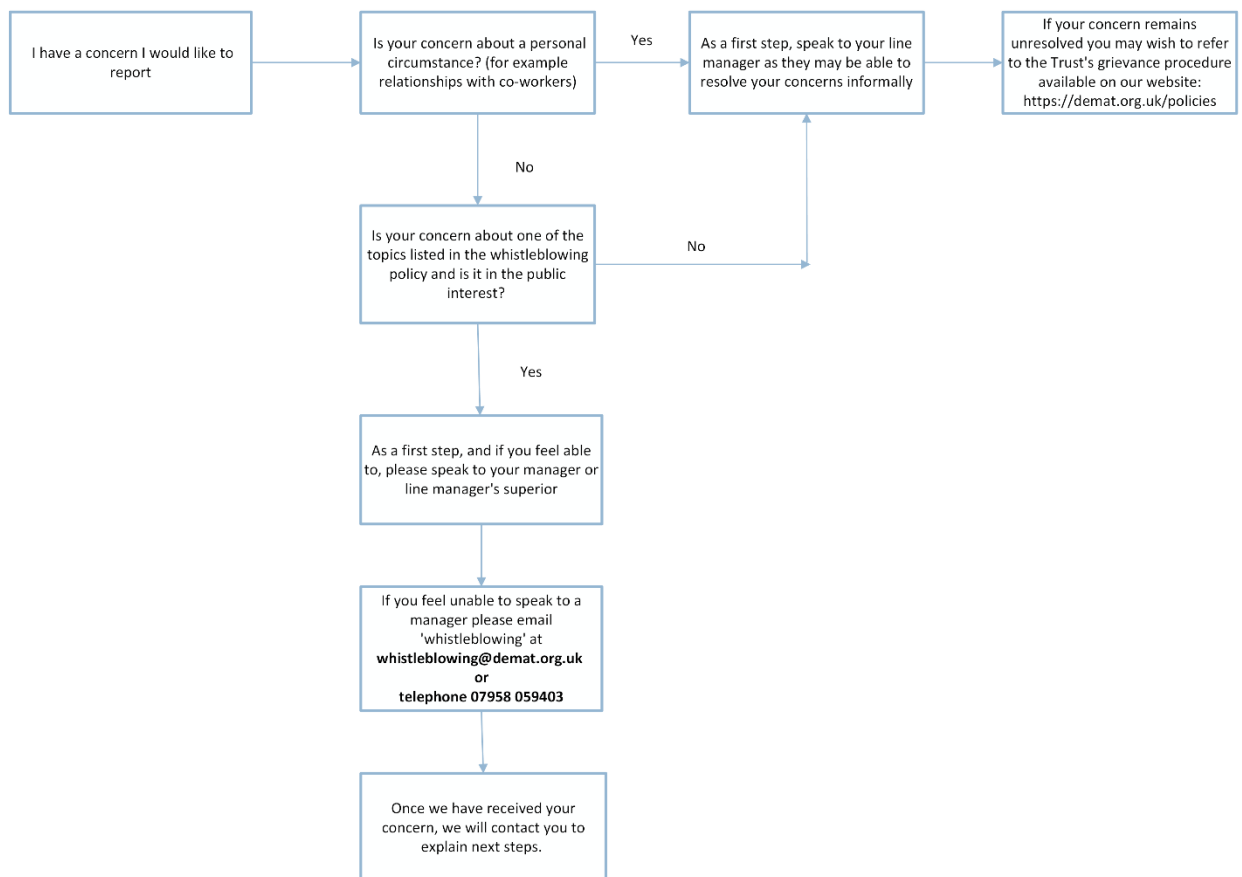 I have a concern I would like to
report
Is your concern about a personal
circumstance? (for example
relationships with co-workers)
Yes
As a first step, speak to your line
manager as they may be able to
resolve your concerns informally
If your concern remains
unresolved you may wish to refer
to the Trust's grievance procedure
available on our website:
https://demat.org.uk/policies
No
Is your concern about one of the
topics listed in the whistleblowing
policy and is it in the public
interest?
No
Yes
As a first step, and if you feel able
to, please speak to your manager or
line manager's superior
If you feel unable to speak to a
manager please email
'whistleblowing' at
whistleblowing@demat.org.uk
or
telephone 07958 059403
Once we have received your
concern, we will contact you to
explain next steps.